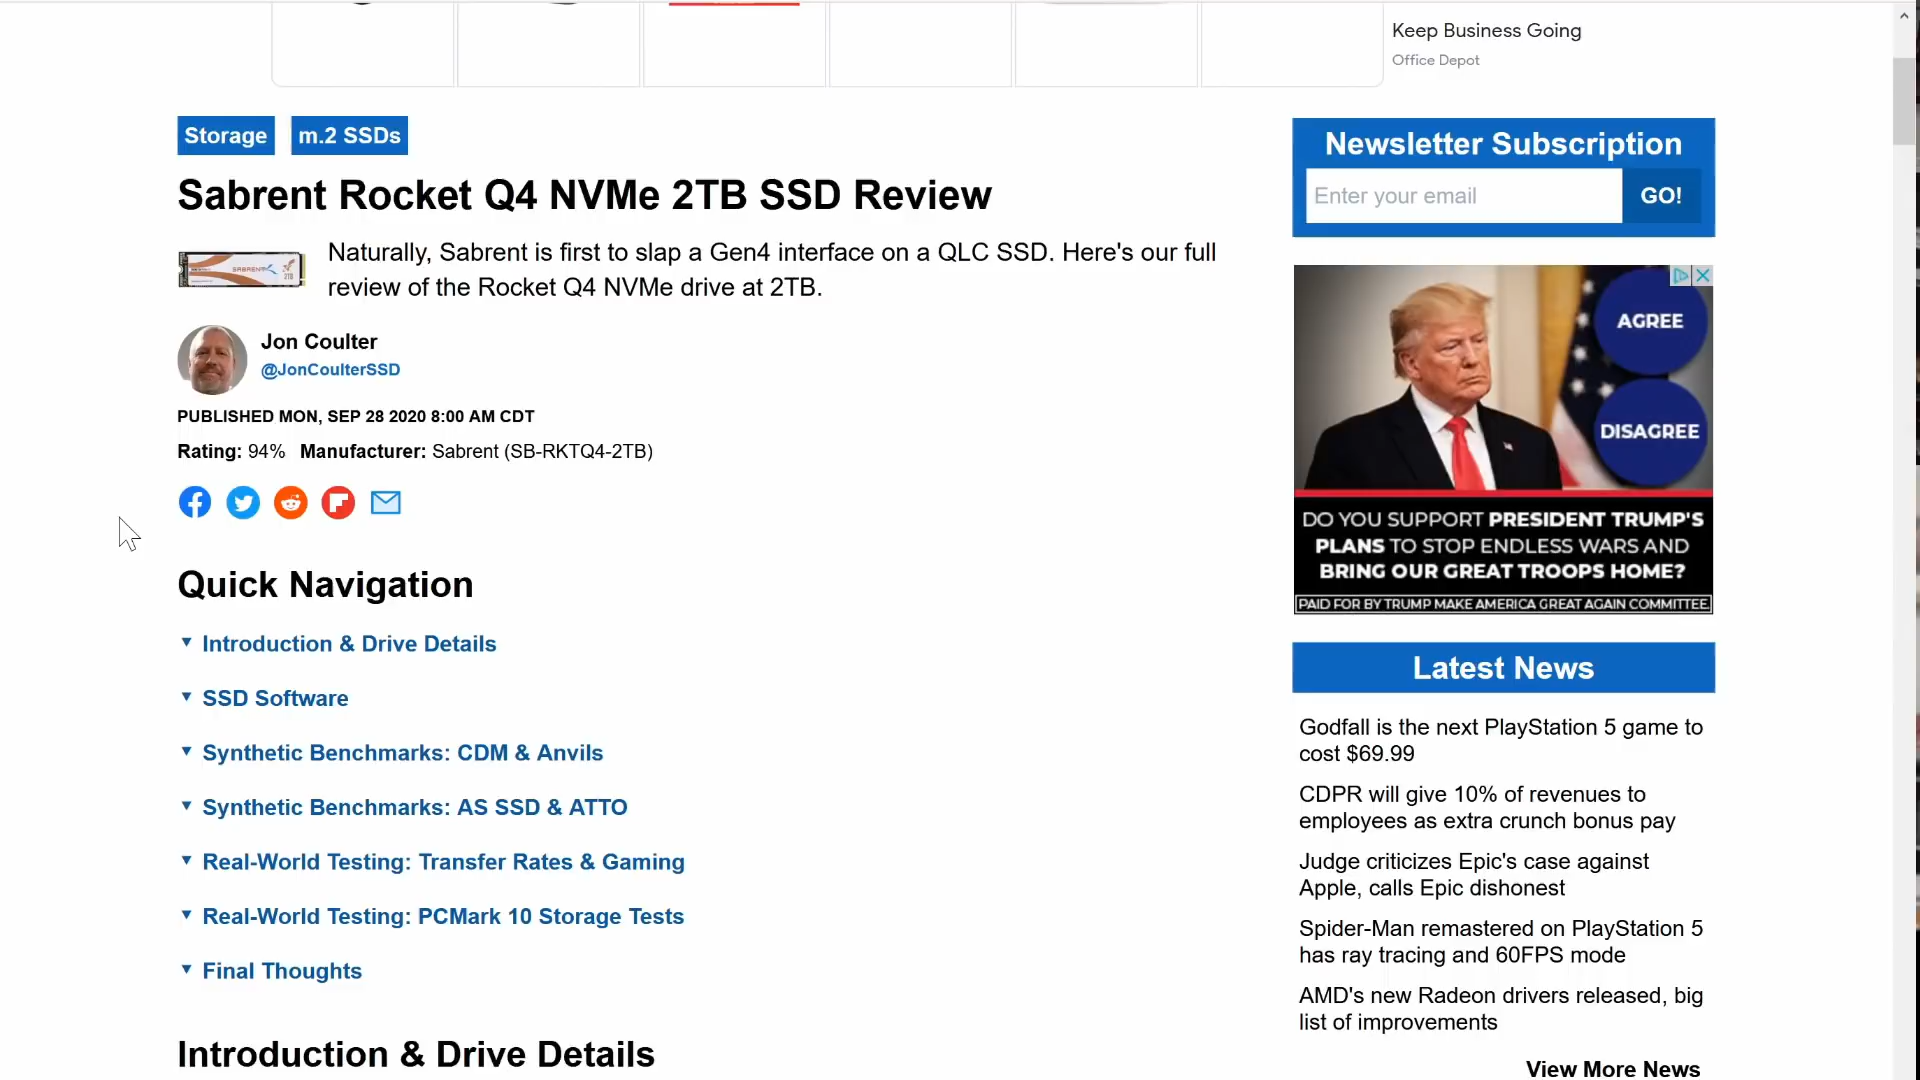 Keep Business Going
Office Depot
Storage
m.2 SSDs
Sabrent Rocket Q4 NVMe 2TB SSD Review
SABRENT
2TB
Naturally, Sabrent is first to slap a Gen4 interface on a QLC SSD. Here's our full
review of the Rocket Q4 NVMe drive at 2TB.
Jon Coulter
@JonCoulterSSD
PUBLISHED MON, SEP 28 2020 8:00 AM CDT
Rating: 94% Manufacturer: Sabrent (SB-RKTQ4-2TB)
Quick Navigation
Introduction & Drive Details
SSD Software
Synthetic Benchmarks: CDM & Anvils
Synthetic Benchmarks: AS SSD & ATTO
Real-World Testing: Transfer Rates & Gaming
Real-World Testing: PCMark 10 Storage Tests
Final Thoughts
Introduction & Drive Details
Newsletter Subscription
Enter your email
GO!
AGREE
DISAGREE
DO YOU SUPPORT PRESIDENT TRUMP'S
PLANS TO STOP ENDLESS WARS AND
BRING OUR GREAT TROOPS HOME?
PAID FOR BY TRUMP MAKE AMERICA GREAT AGAIN COMMITTEE
Latest News
Godfall is the next PlayStation 5 game to
cost $69.99
CDPR will give 10% of revenues to
employees as extra crunch bonus pay
Judge criticizes Epic's case against
Apple, calls Epic dishonest
Spider-Man remastered on PlayStation 5
has ray tracing and 60FPS mode
AMD's new Radeon drivers released, big
list of improvements
View More News